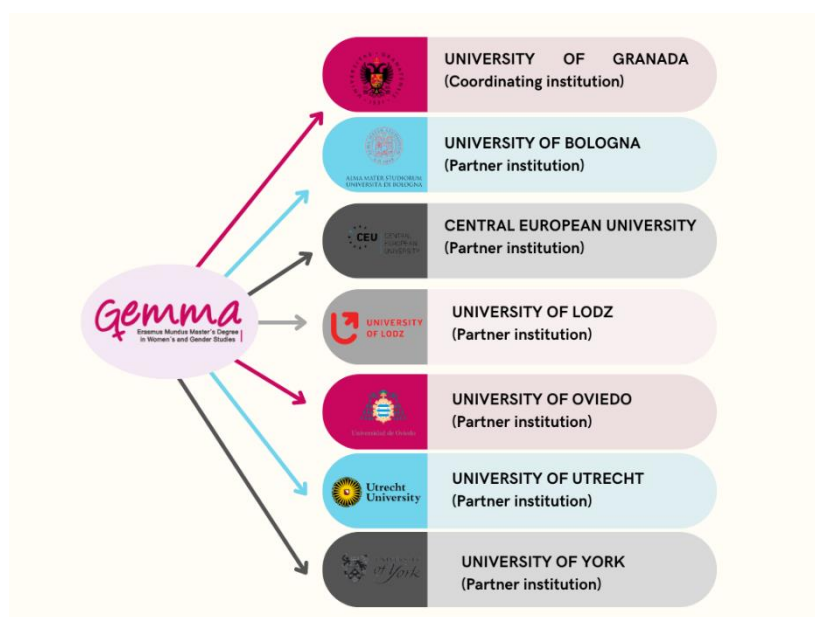 UNIVERSITY OF GRANADA
(Coordinating institution)
UNIVERSITY OF BOLOGNA
(Partner institution)
ALMA MATER STUDIORUM
UNIVERSITÀ DI BOLOGNA
CEU CENTRAL
EUROPEAN
UNIVERSITY
CENTRAL EUROPEAN UNIVERSITY
(Partner institution)
Gemma
Erasmus Mundus Master's Degree
in Women's and Gender Studies
UNIVERSITY
OF LODZ
UNIVERSITY OF LODZ
(Partner institution)
Universidad de Oviedo
UNIVERSITY OF OVIEDO
(Partner institution)
Utrecht
University
UNIVERSITY OF UTRECHT
(Partner institution)
of York
UNIVERSITY OF YORK
(Partner institution)